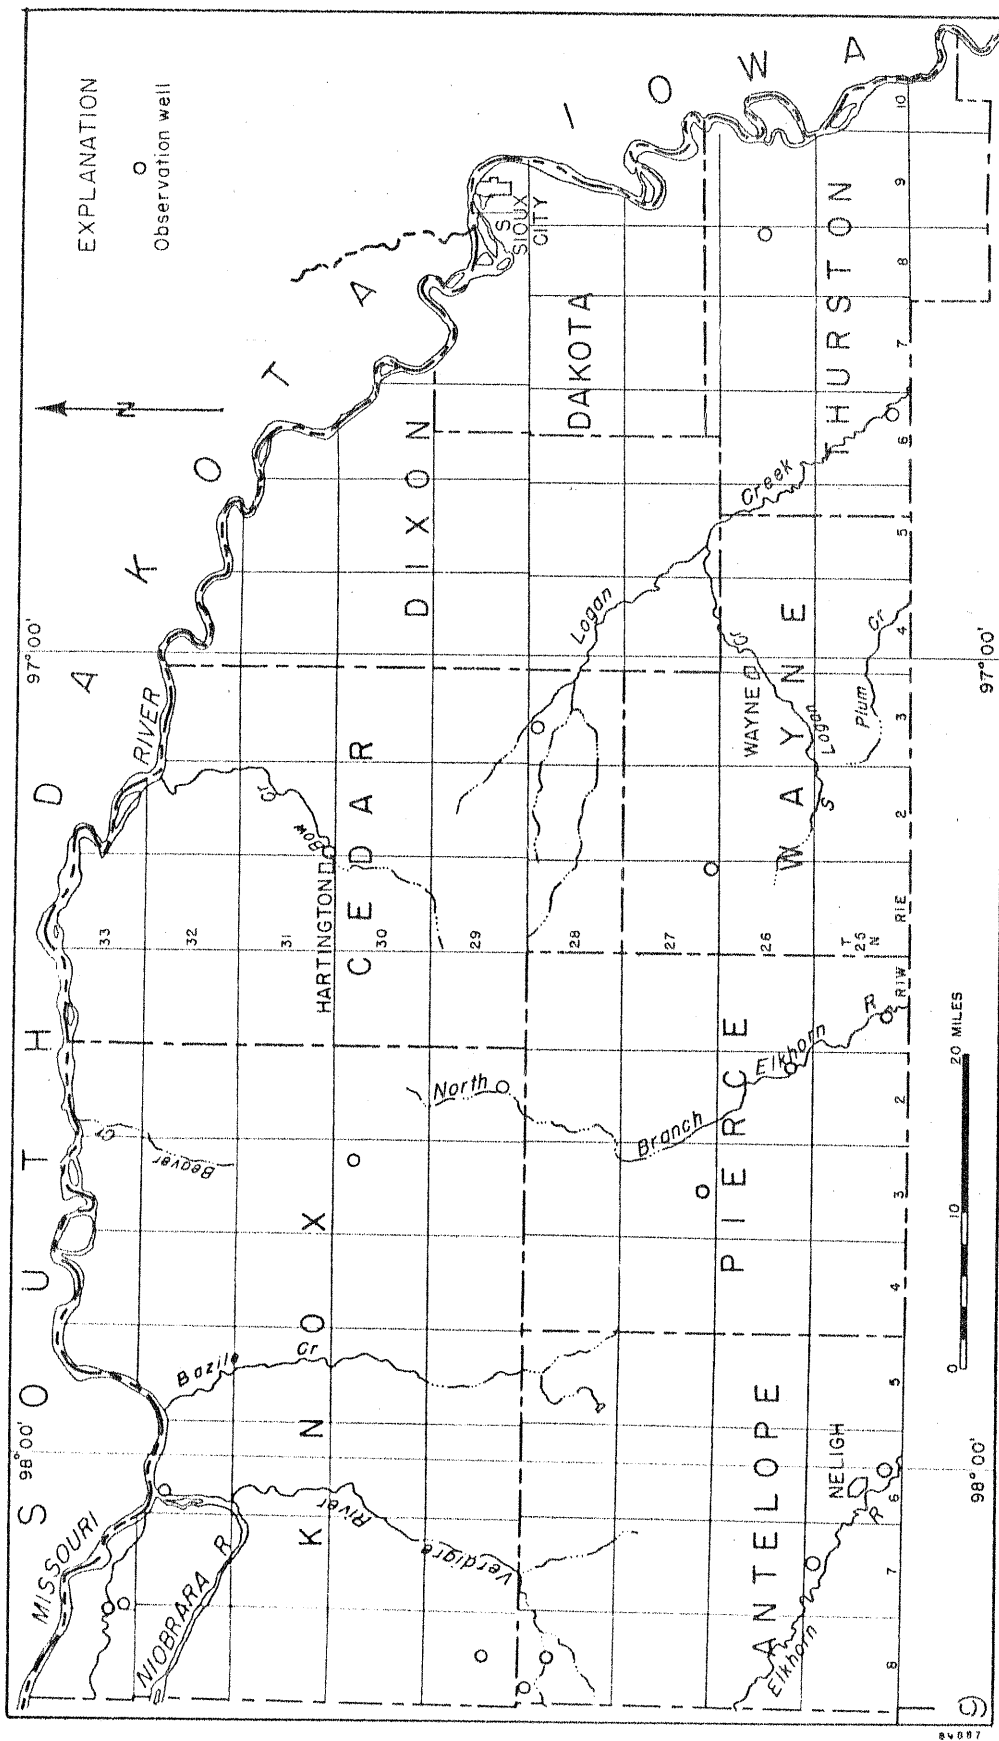 EXPLANATION
Observation well
N
SOUTH DAKOTA
IOWA
98°00'
97°00'
MISSOURI
RIVER
NIOBRARA R
Bazile
Cr
Beaver
Cr
Bow
Cr
HARTINGTON
S SIOUX
CITY
KNOX
CEDAR
DIXON
DAKOTA
Verdigre
River
North
Branch
Elkhorn
R
Logan
Creek
33
32
31
30
29
28
27
26
T
25
N
ANTELOPE
PIERCE
WAYNE
THURSTON
NELIGH
WAYNE
Cr
S
Logan
Plum
Cr
Elkhorn
R
8
7
6
5
4
3
2
R1W
R1E
2
3
4
5
6
7
8
9
10
0
10
20 MILES
98°00'
97°00'
9
84087